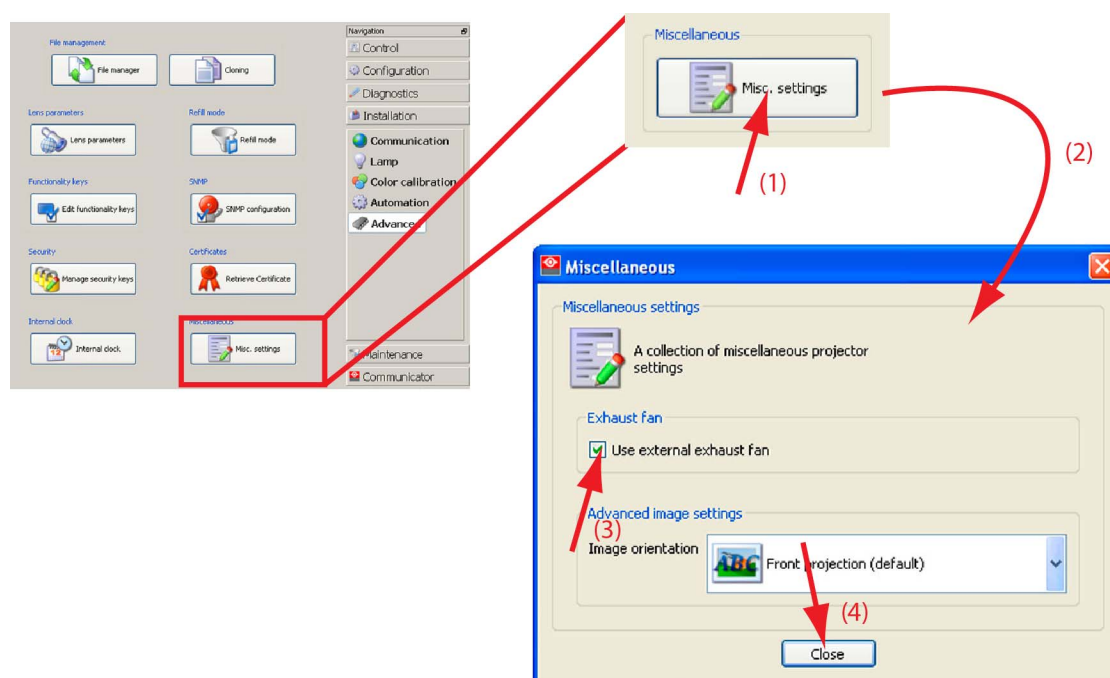 File management
File manager
Cloning
Lens parameters
Refill mode
Lens parameters
Refill mode
Functionality keys
SNMP
Edit functionality keys
SNMP configuration
Security
Certificates
Manage security keys
Retrieve Certificate
Internal clock
Miscellaneous
12
Internal clock
Misc. settings
Navigation
Control
Configuration
Diagnostics
Installation
Communication
Lamp
Color calibration
Automation
Advanced
Maintenance
Communicator
Miscellaneous
Misc. settings
(1)
(2)
Miscellaneous
Miscellaneous settings
A collection of miscellaneous projector
settings
Exhaust fan
Use external exhaust fan
(3)
Advanced image settings
Image orientation
ABC
Front projection (default)
(4)
Close